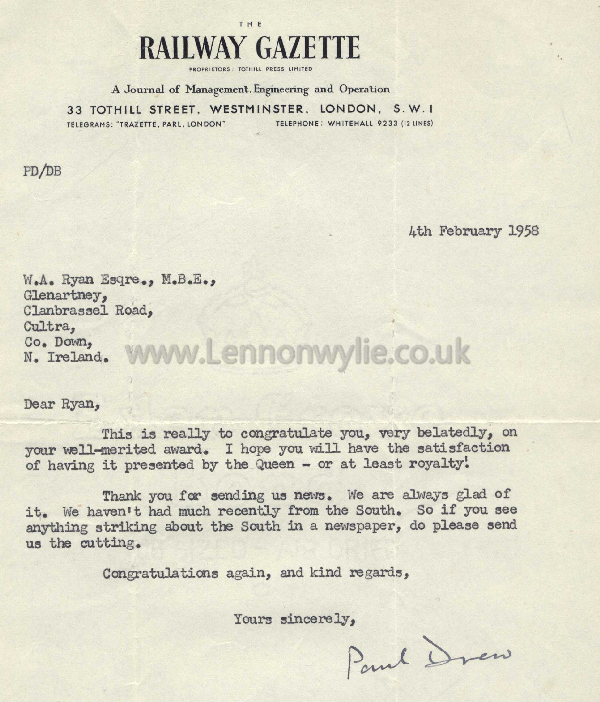 THE
RAILWAY GAZETTE
PROPRIETORS: TOTHILL PRESS LIMITED
A Journal of Management, Engineering and Operation
33 TOTHILL STREET, WESTMINSTER, LONDON, S.W.1
TELEGRAMS: "TRAZETTE, PARL, LONDON" TELEPHONE: WHITEHALL 9233 (12 LINES)
PD/DB
4th February 1958
W.A. Ryan Esqre., M.B.E.,
Glenartney,
Clanbrassel Road,
Cultra,
Co. Down,
N. Ireland.
www.Lennonwylie.co.uk
Dear Ryan,
This is really to congratulate you, very belatedly, on
your well-merited award. I hope you will have the satisfaction
of having it presented by the Queen - or at least royalty!
Thank you for sending us news. We are always glad of
it. We haven't had much recently from the South. So if you see
anything striking about the South in a newspaper, do please send
us the cutting.
Congratulations again, and kind regards,
Yours sincerely,
Paul Drew